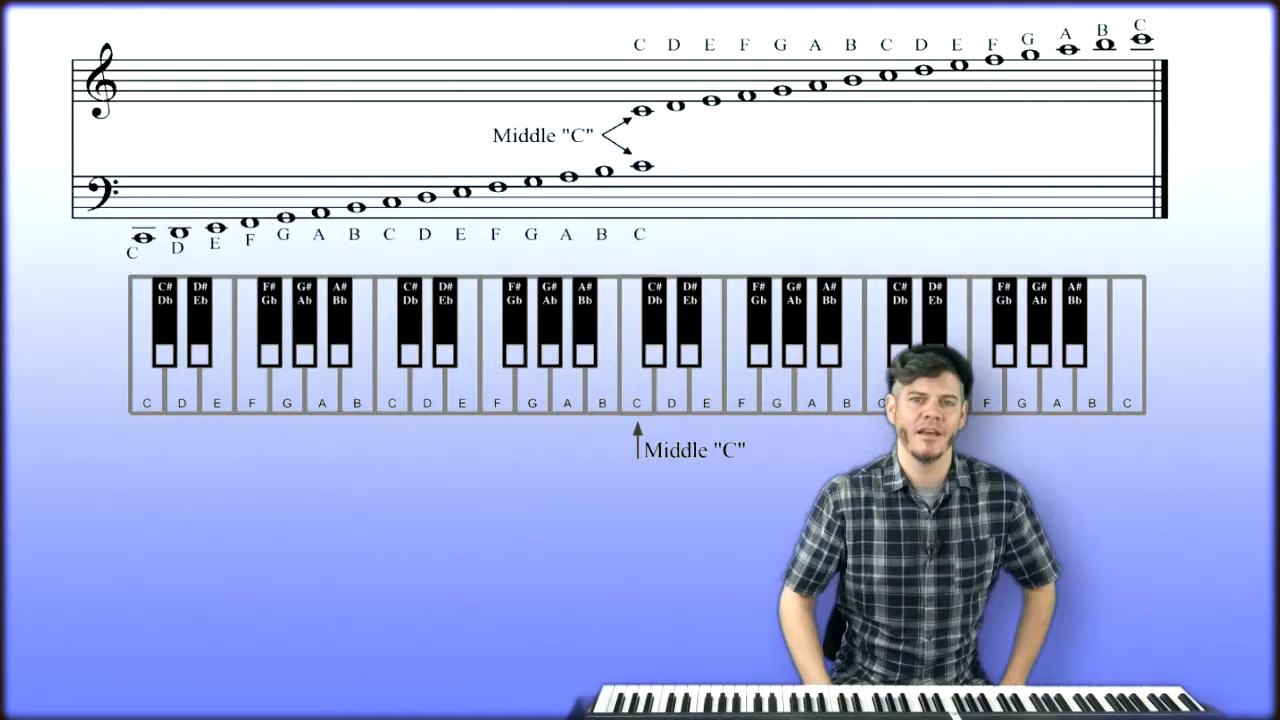 C D E F G A B C D E F G A B C
Middle "C"
C D E F G A B C D E F G A B C
C# D# F# G# A# C# D# F# G# A# C# D# F# G# A# C# D# F# G# A#
Db Eb Gb Ab Bb Db Eb Gb Ab Bb Db Eb Gb Ab Bb Db Eb Gb Ab Bb
C D E F G A B C D E F G A B C D E F G A B C F G A B C
Middle "C"